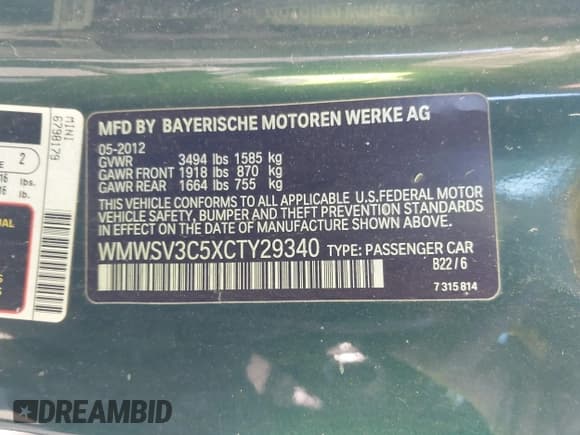 MFD BY BAYERISCHE MOTOREN WERKE AG
05-2012
GVWR 3494 lbs 1585 kg
GAWR FRONT 1918 lbs 870 kg
GAWR REAR 1664 lbs 755 kg
THIS VEHICLE CONFORMS TO ALL APPLICABLE U.S.FEDERAL MOTOR
VEHICLE SAFETY, BUMPER, AND THEFT PREVENTION STANDARDS
IN EFFECT ON THE DATE OF MANUFACTURE SHOWN ABOVE.
WMWSV3C5XCTY29340 TYPE: PASSENGER CAR
B22/6
7 315 814
MINI
6798179
2
lbs.
lb.
DREAMBID